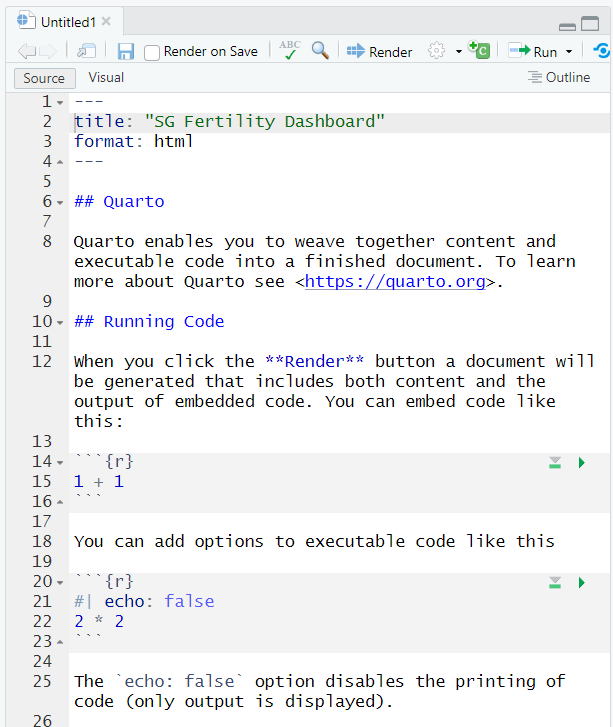 Untitled1
Render on Save
ABC
Render
C
Run
Source
Visual
Outline
1 ---
2 title: "SG Fertility Dashboard"
3 format: html
4 ---
5
6 ## Quarto
7
8 Quarto enables you to weave together content and
executable code into a finished document. To learn
more about Quarto see <https://quarto.org>.
9
10 ## Running Code
11
12 When you click the **Render** button a document will
be generated that includes both content and the
output of embedded code. You can embed code like
this:
13
14 ```{r}
15 1 + 1
16 ```
17
18 You can add options to executable code like this
19
20 ```{r}
21 #| echo: false
22 2 * 2
23 ```
24
25 The `echo: false` option disables the printing of
code (only output is displayed).
26